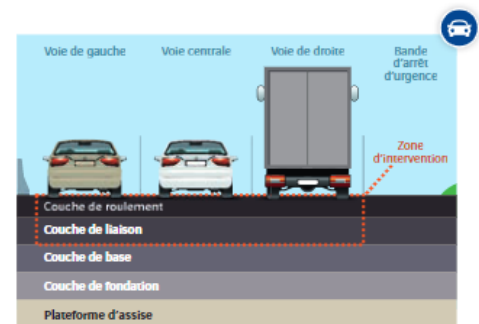 Voie de gauche
Voie centrale
Voie de droite
Bande
d'arrêt
d'urgence
Zone
d'intervention
Couche de roulement
Couche de liaison
Couche de base
Couche de fondation
Plateforme d'assise